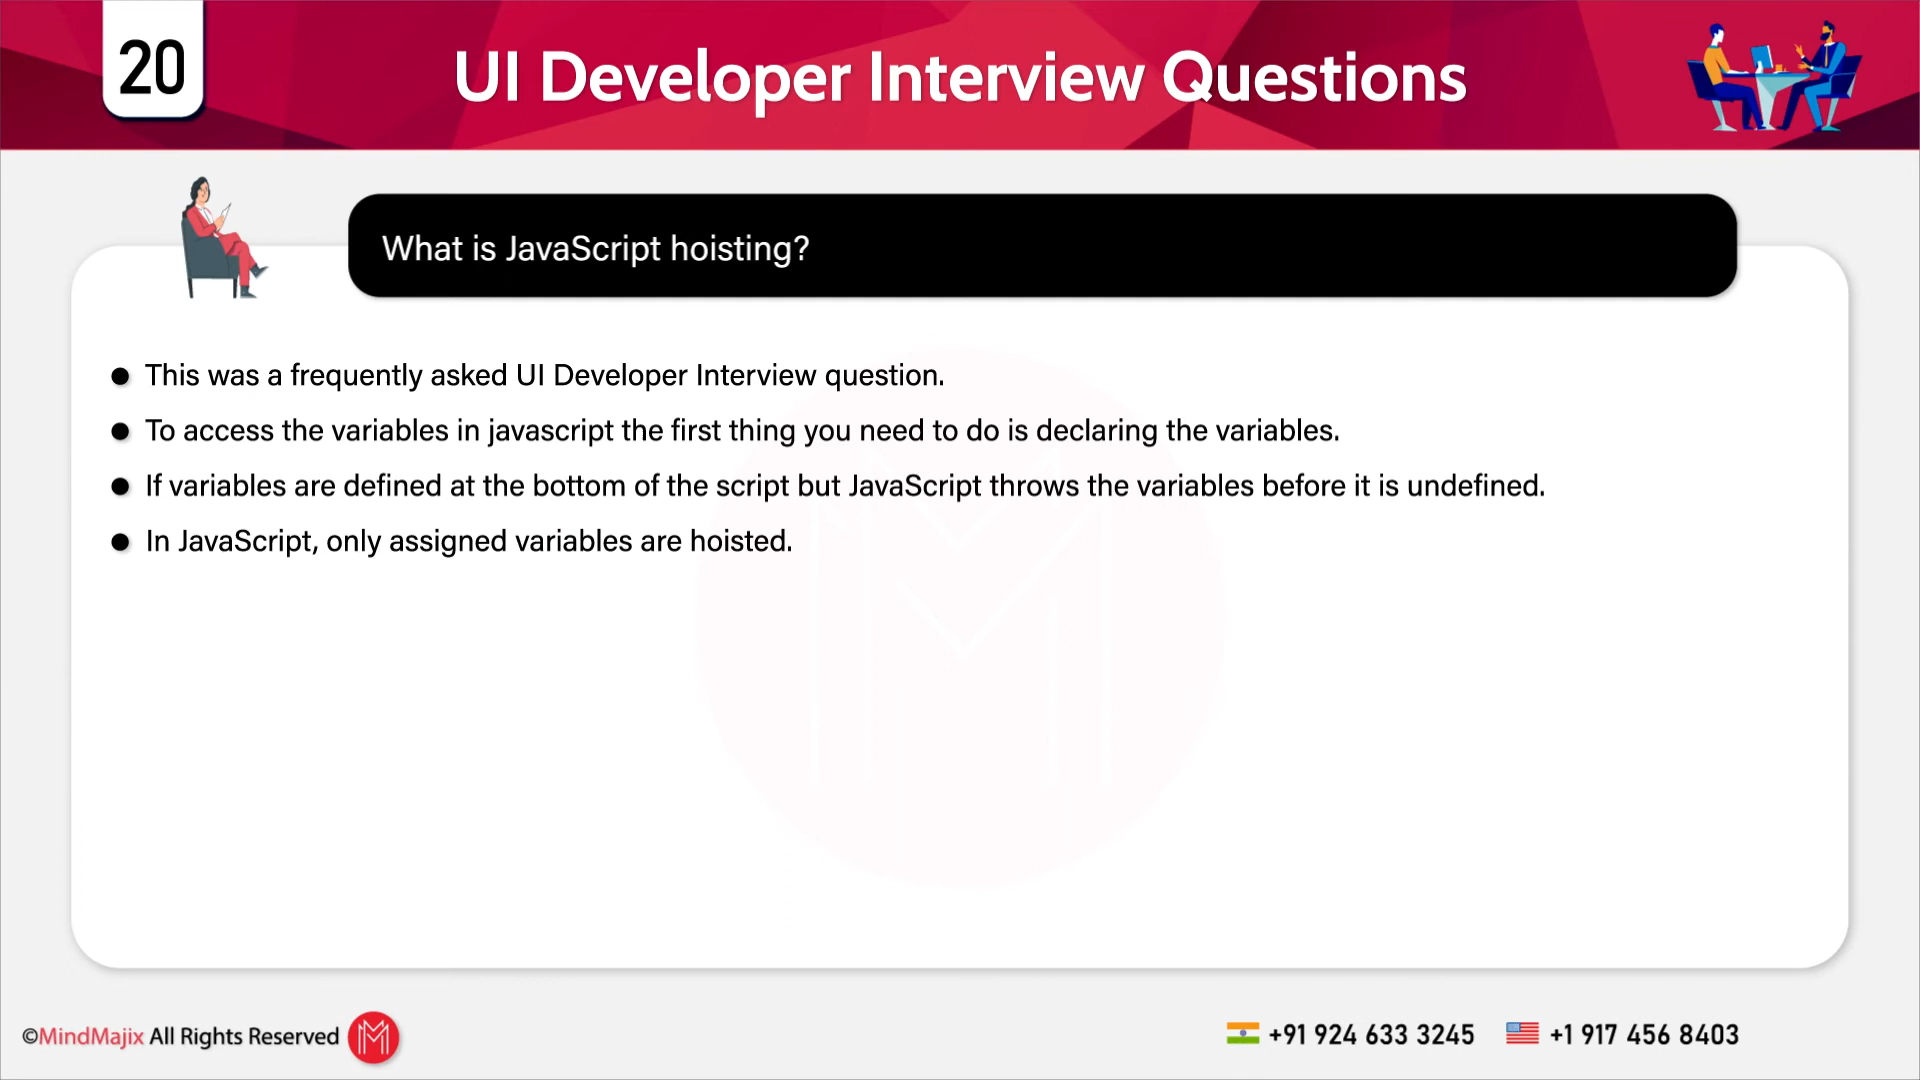 20
UI Developer Interview Questions
What is JavaScript hoisting?
● This was a frequently asked UI Developer Interview question.
● To access the variables in javascript the first thing you need to do is declaring the variables.
● If variables are defined at the bottom of the script but JavaScript throws the variables before it is undefined.
● In JavaScript, only assigned variables are hoisted.
©MindMajix All Rights Reserved
+91 924 633 3245
+1 917 456 8403